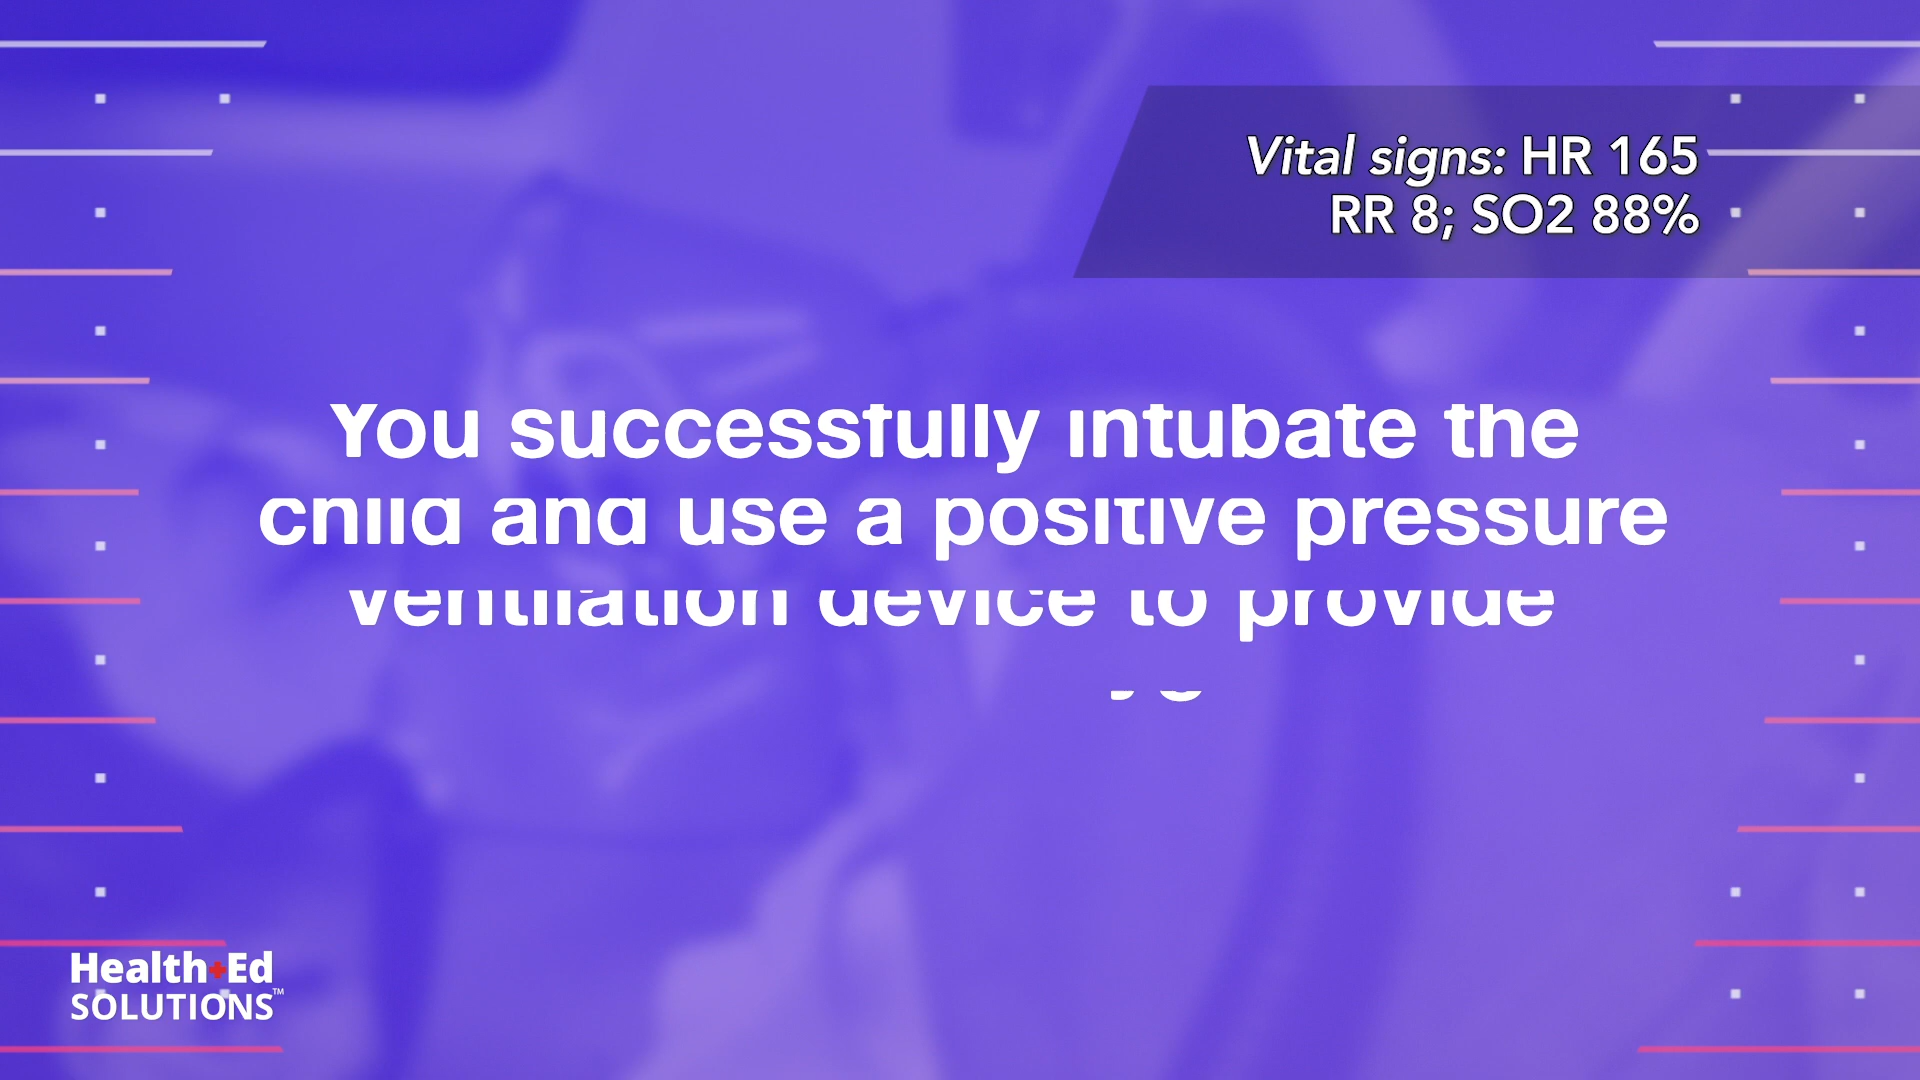 Vital signs: HR 165
RR 8; SO2 88%
You successfully intubate the
child and use a positive pressure
ventilation device to provide
Health+Ed
SOLUTIONS™